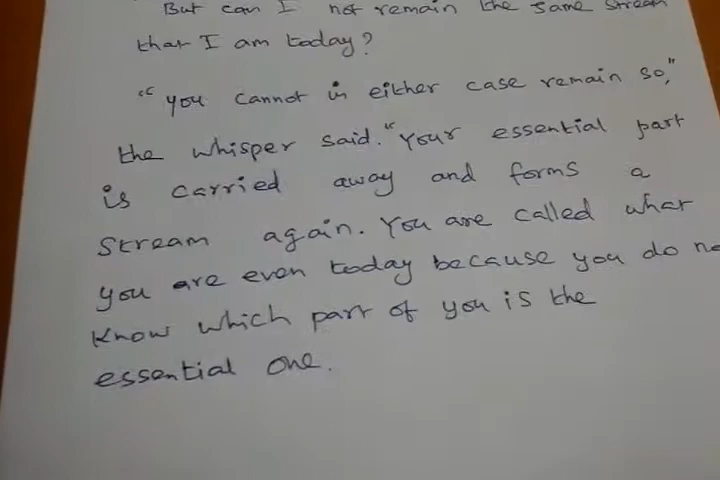 But can I not remain the same stream
that I am today?
"you cannot in either case remain so,"
the whisper said. "Your essential part
is carried away and forms a
stream again. You are called what
you are even today because you do no
know which part of you is the
essential one.